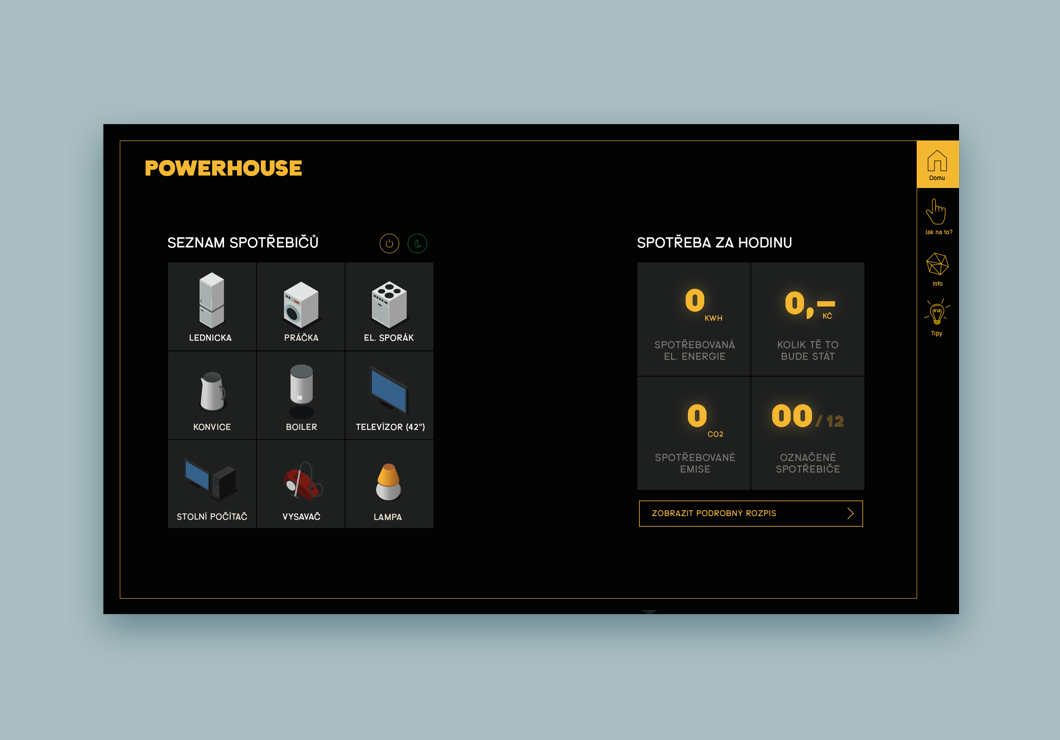 POWERHOUSE
Domu
Jak na to?
Info
Tipy
SEZNAM SPOTŘEBIČŮ
LEDNICKA
PRÁČKA
EL. SPORÁK
KONVICE
BOILER
TELEVÍZOR (42")
STOLNÍ POČÍTAČ
VYSAVAČ
LAMPA
SPOTŘEBA ZA HODINU
0 KWH
SPOTŘEBOVANÁ
EL. ENERGIE
0,– KČ
KOLIK TĚ TO
BUDE STÁT
0 CO2
SPOTŘEBOVANÉ
EMISE
00 / 12
OZNAČENÉ
SPOTŘEBIČE
ZOBRAZIT PODROBNÝ ROZPIS